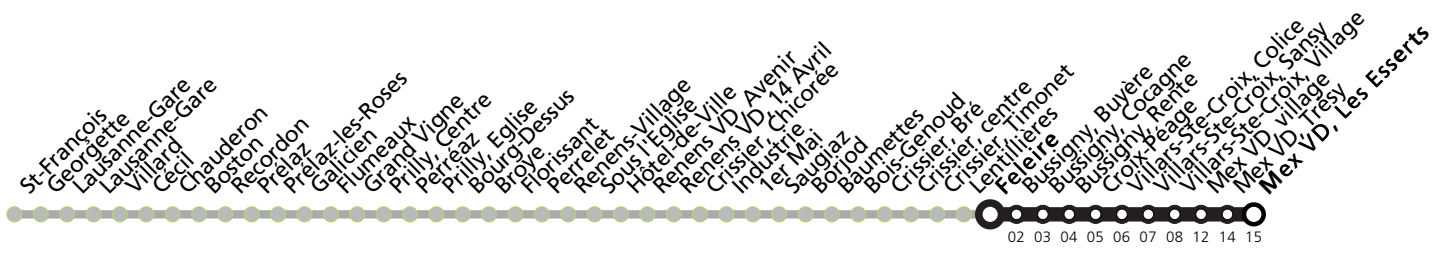 St-François
Georgette
Lausanne-Gare
Lausanne-Gare
Villard
Cécil
Chauderon
Boston
Recordon
Prélaz
Prélaz-les-Roses
Galicien
Flumeaux
Grand Vigne
Prilly, Centre
Perréaz
Prilly, Eglise
Bourg-Dessus
Broye
Florissant
Perrelet
Renens-Village
Sous l'Eglise
Hôtel-de-Ville
Renens VD, Avenir
Renens VD, 14 Avril
Crissier, Chicorée
Industrie
1er Mai
Saugiaz
Borjod
Baumettes
Bois-Genoud
Crissier, Bré
Crissier, centre
Crissier, Timonet
Lentillières
Foleire
Bussigny, Buyère
Bussigny, Cocagne
Bussigny, Rente
Croix-Péage
Villars-Ste-Croix, Colice
Villars-Ste-Croix, Sansy
Villars-Ste-Croix, Village
Mex VD, village
Mex VD, Trésy
Mex VD, Les Esserts
02 03 04 05 06 07 08 12 14 15